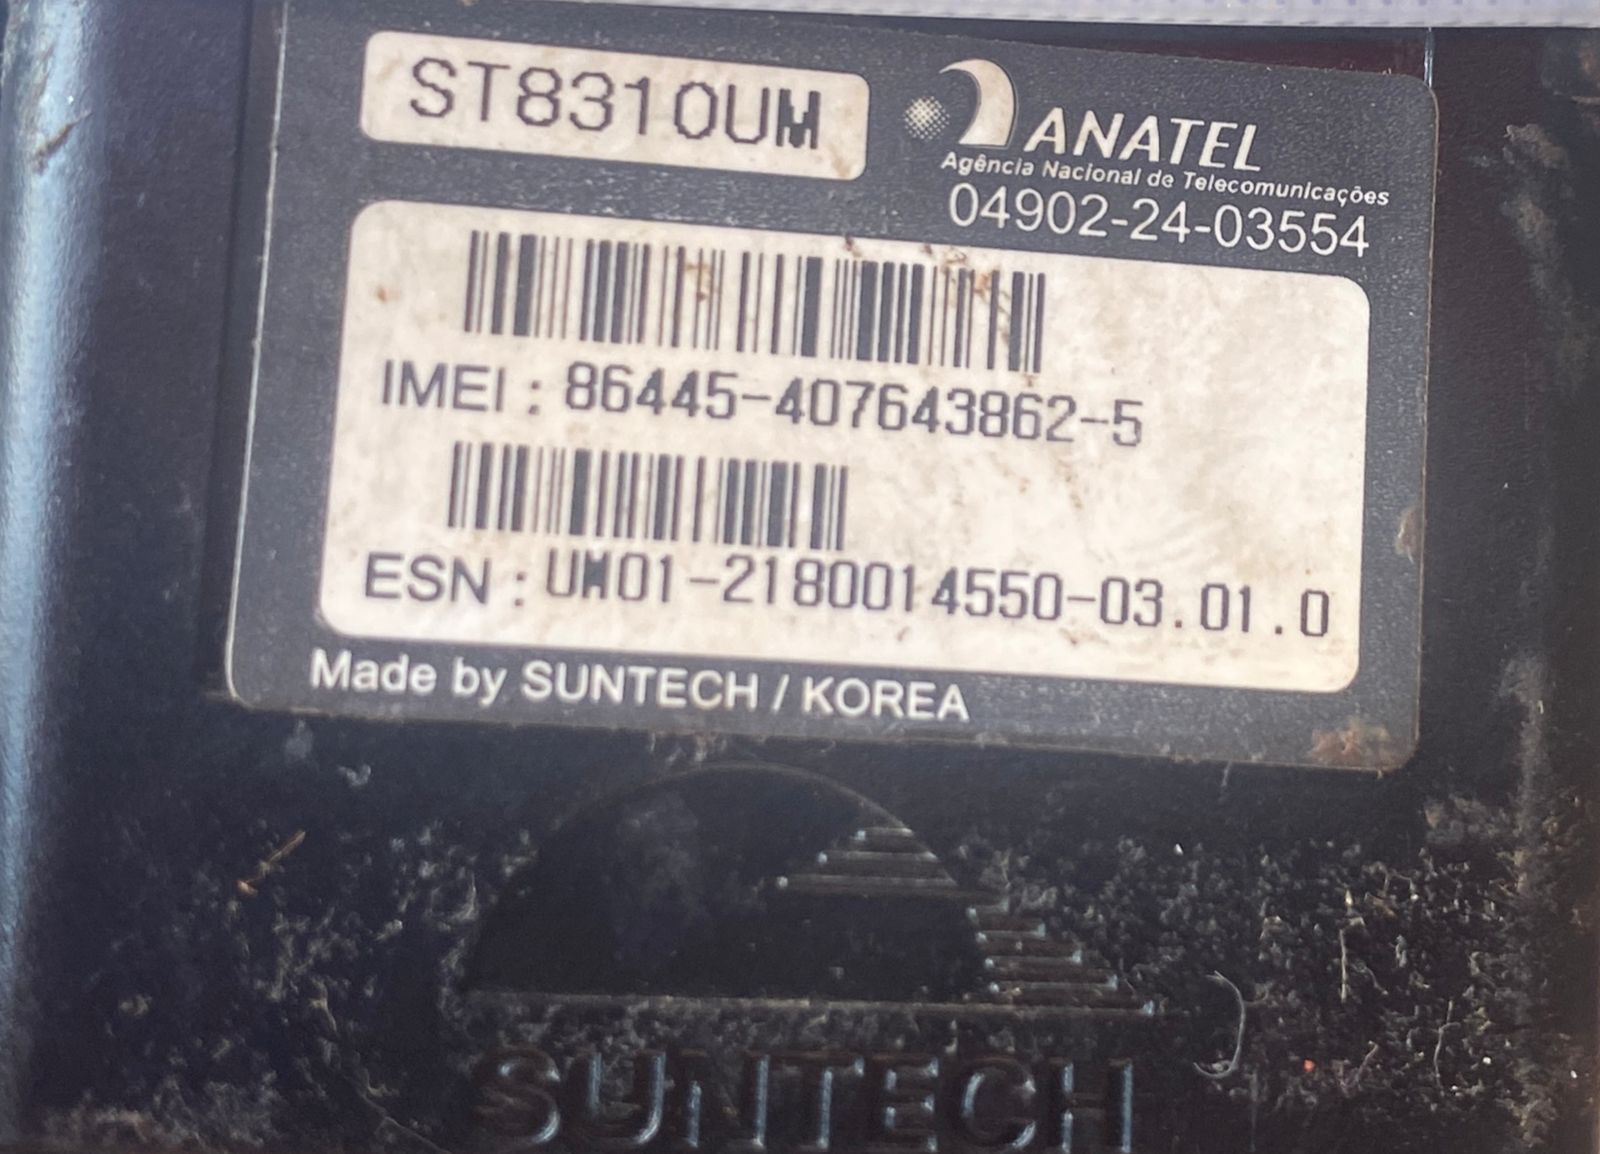 ST8310UM
ANATEL
Agência Nacional de Telecomunicações
04902-24-03554
IMEI : 86445-407643862-5
ESN : UM01-2180014550-03.01.0
Made by SUNTECH / KOREA
SUNTECH